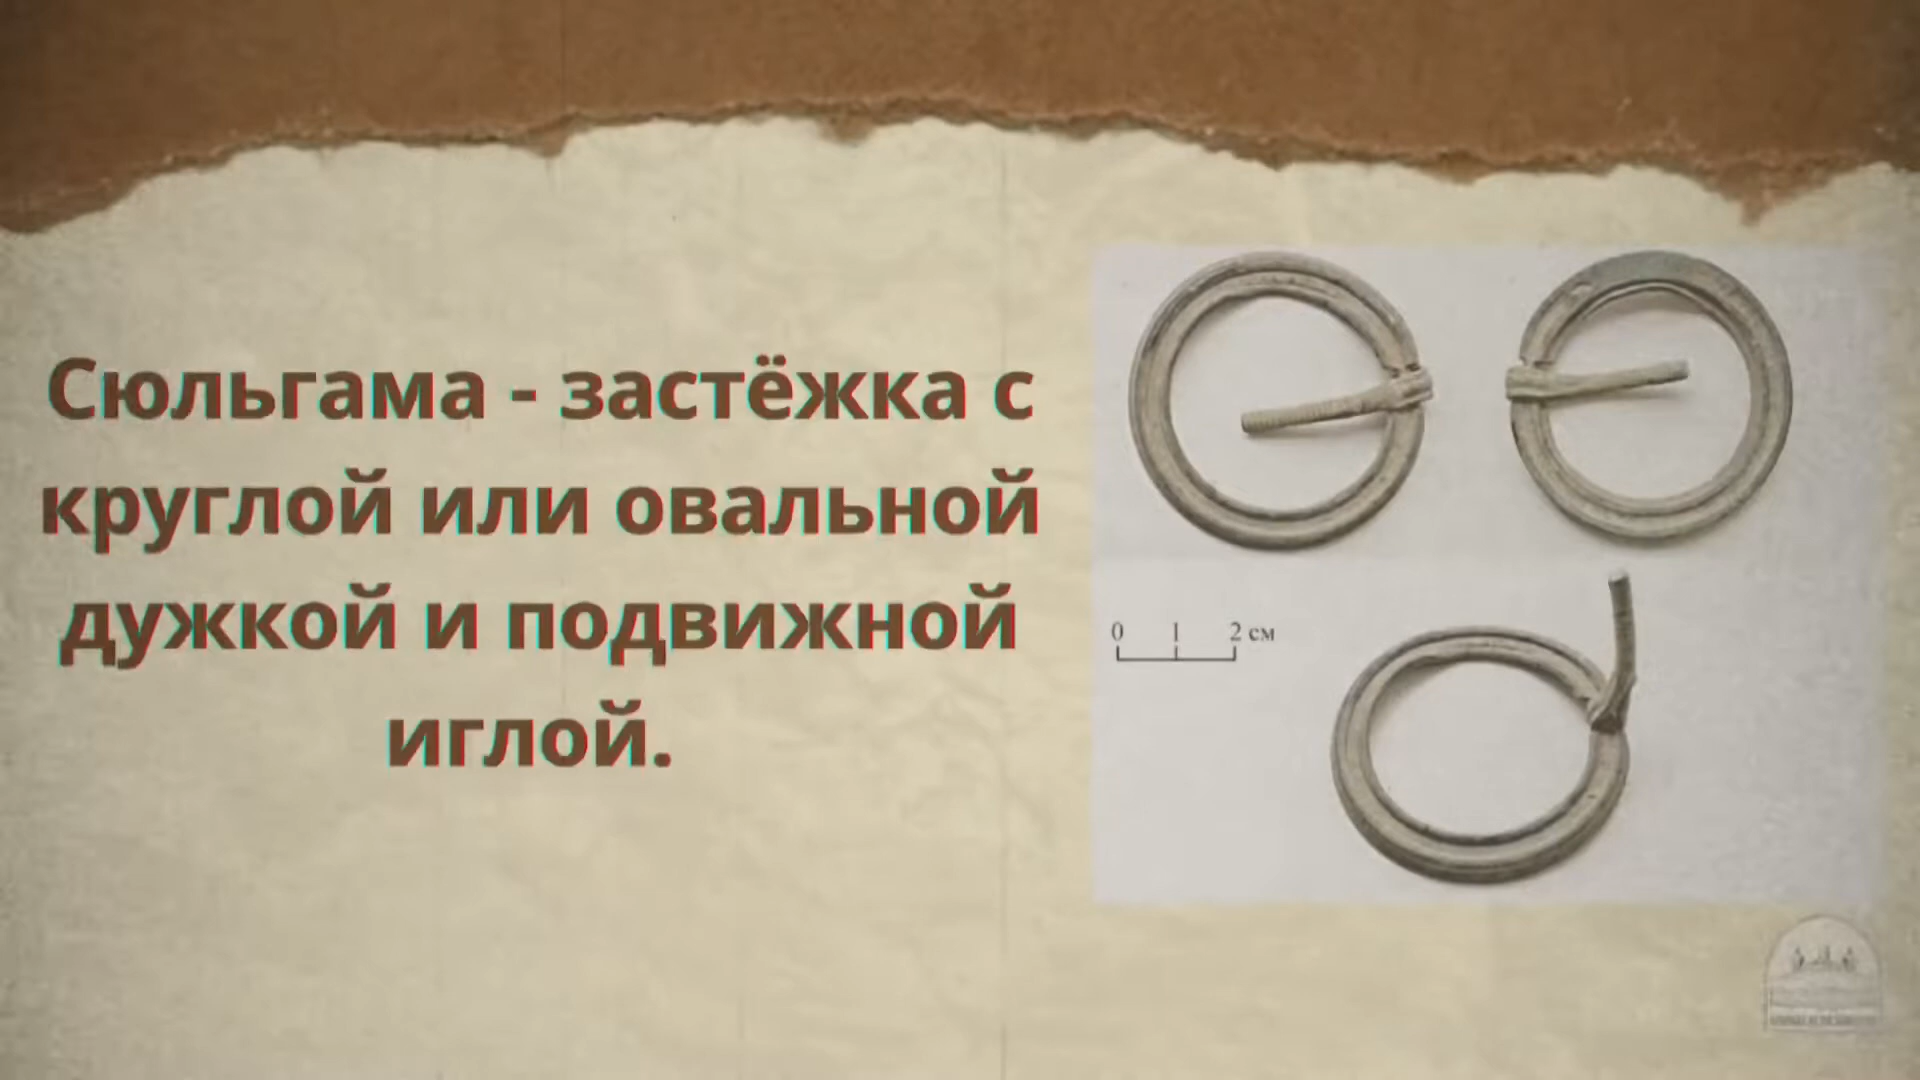 Сюльгама - застёжка с
круглой или овальной
дужкой и подвижной
иглой.
0 1 2 см